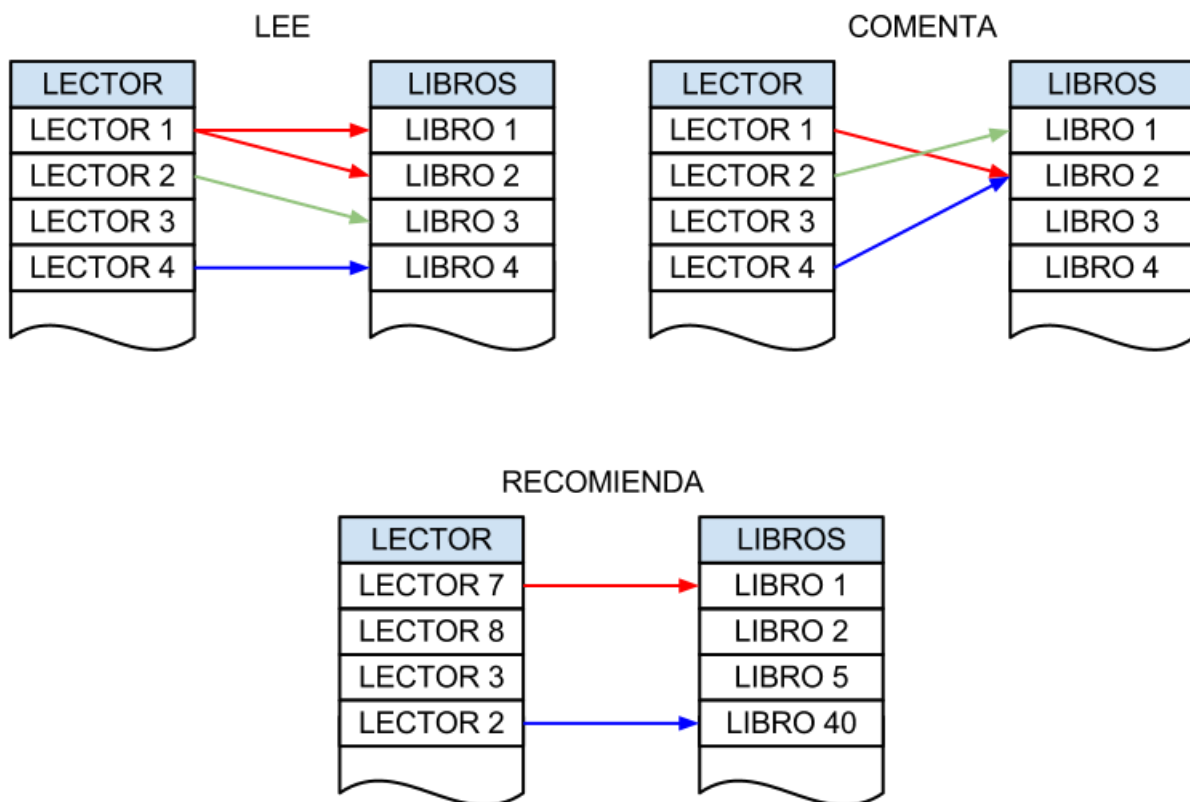 LEE
LECTOR
LIBROS
LECTOR 1
LIBRO 1
LECTOR 2
LIBRO 2
LECTOR 3
LIBRO 3
LECTOR 4
LIBRO 4
COMENTA
LECTOR
LIBROS
LECTOR 1
LIBRO 1
LECTOR 2
LIBRO 2
LECTOR 3
LIBRO 3
LECTOR 4
LIBRO 4
RECOMIENDA
LECTOR
LIBROS
LECTOR 7
LIBRO 1
LECTOR 8
LIBRO 2
LECTOR 3
LIBRO 5
LECTOR 2
LIBRO 40